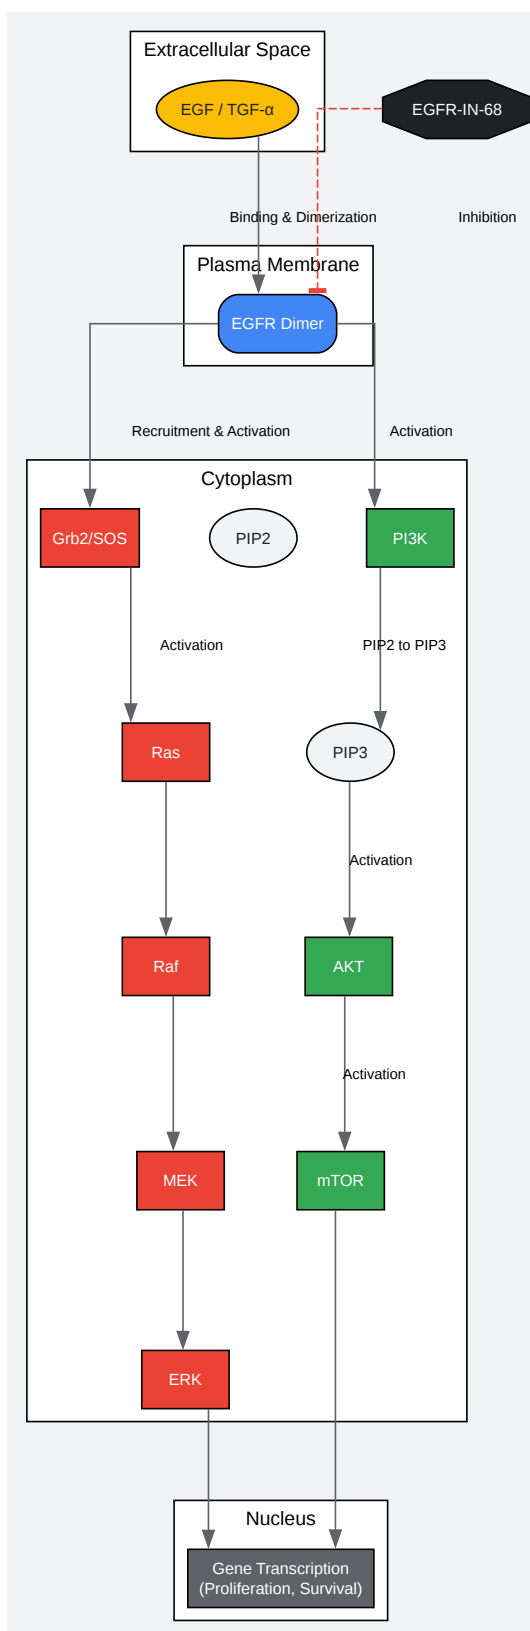 Extracellular Space
EGF / TGF-α
EGFR-IN-68
Binding & Dimerization
Inhibition
Plasma Membrane
EGFR Dimer
Recruitment & Activation
Activation
Cytoplasm
Grb2/SOS
PIP2
PI3K
Activation
PIP2 to PIP3
Ras
PIP3
Activation
Raf
AKT
Activation
MEK
mTOR
ERK
Nucleus
Gene Transcription
(Proliferation, Survival)